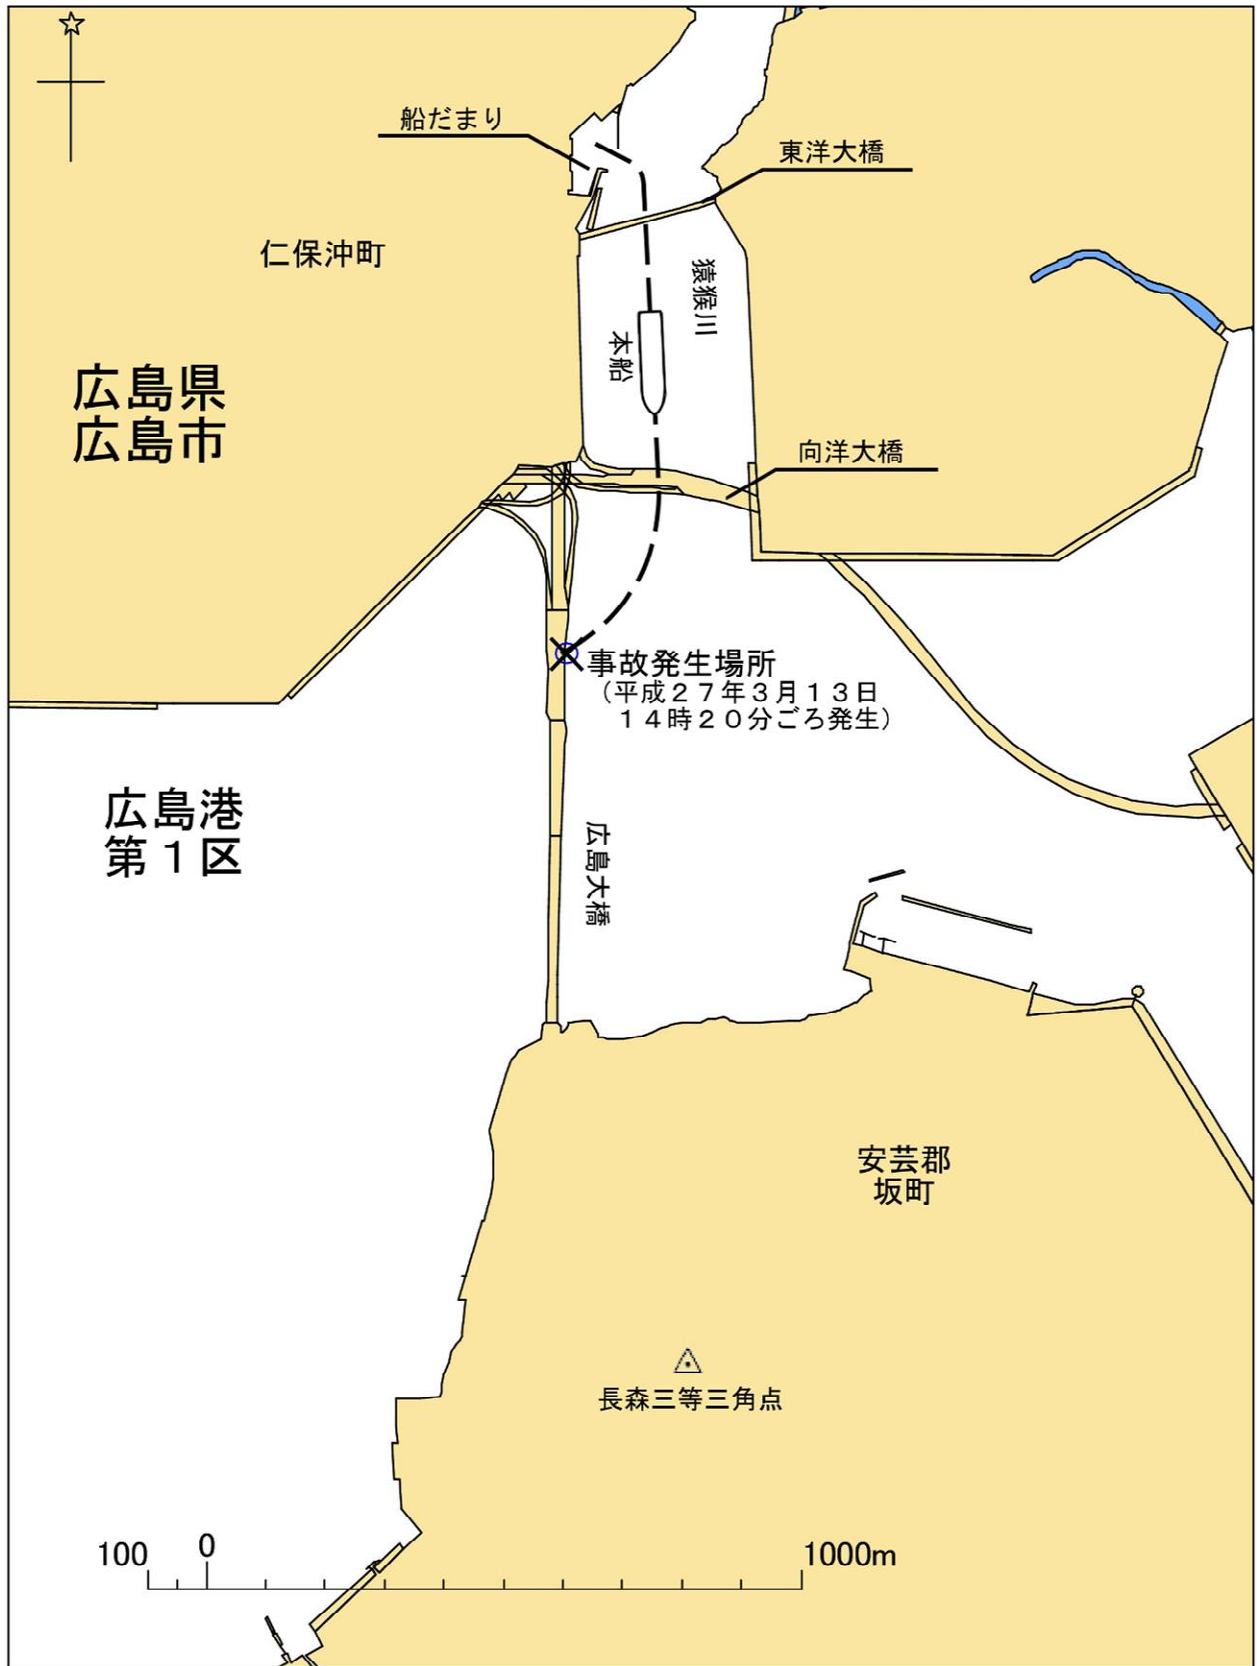 船だまり
東洋大橋
仁保沖町
猿猴川
本船
広島県
広島市
向洋大橋
事故発生場所
（平成２７年３月１３日
１４時２０分ごろ発生）
広島港
第１区
広島大橋
安芸郡
坂町
長森三等三角点
100 0 1000m